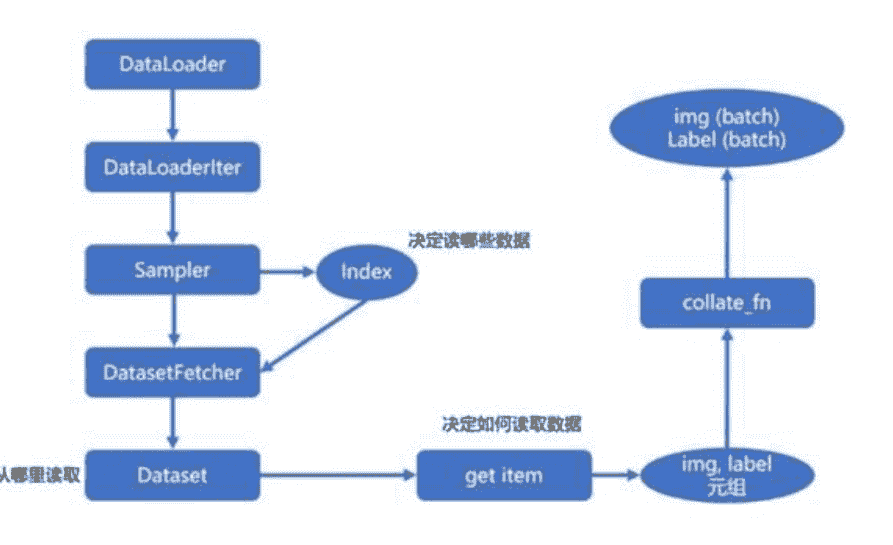 DataLoader
DataLoaderIter
Sampler
Index
决定读哪些数据
DatasetFetcher
从哪里读取
Dataset
决定如何读取数据
get item
img, label
元组
collate_fn
img (batch)
Label (batch)